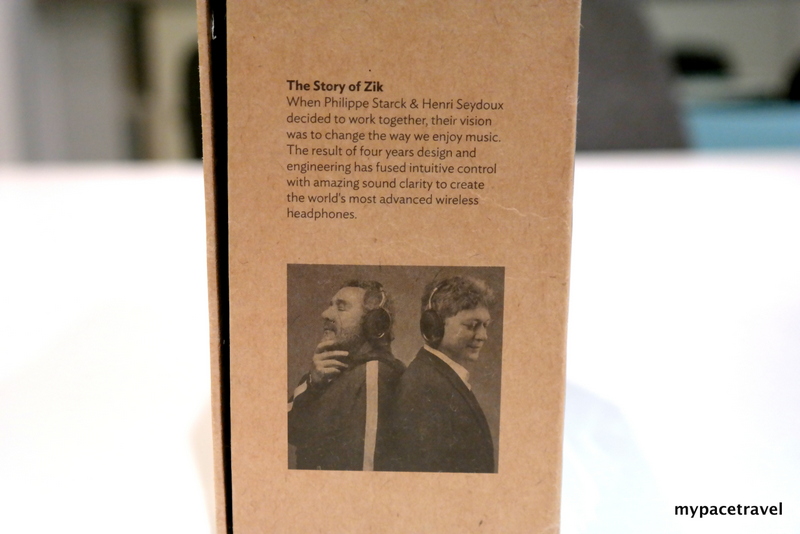 The Story of Zik
When Philippe Starck & Henri Seydoux
decided to work together, their vision
was to change the way we enjoy music.
The result of four years design and
engineering has fused intuitive control
with amazing sound clarity to create
the world's most advanced wireless
headphones.
mypacetravel